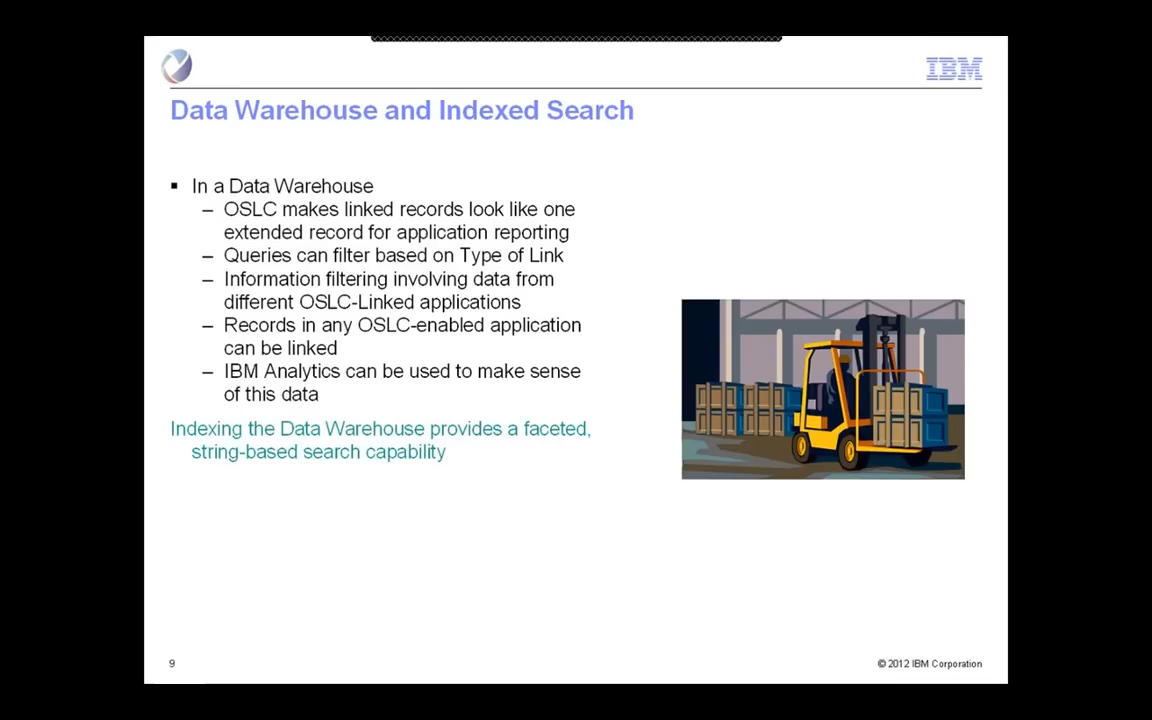 IBM
Data Warehouse and Indexed Search
▪ In a Data Warehouse
– OSLC makes linked records look like one
extended record for application reporting
– Queries can filter based on Type of Link
– Information filtering involving data from
different OSLC-Linked applications
– Records in any OSLC-enabled application
can be linked
– IBM Analytics can be used to make sense
of this data
Indexing the Data Warehouse provides a faceted,
string-based search capability
9
© 2012 IBM Corporation